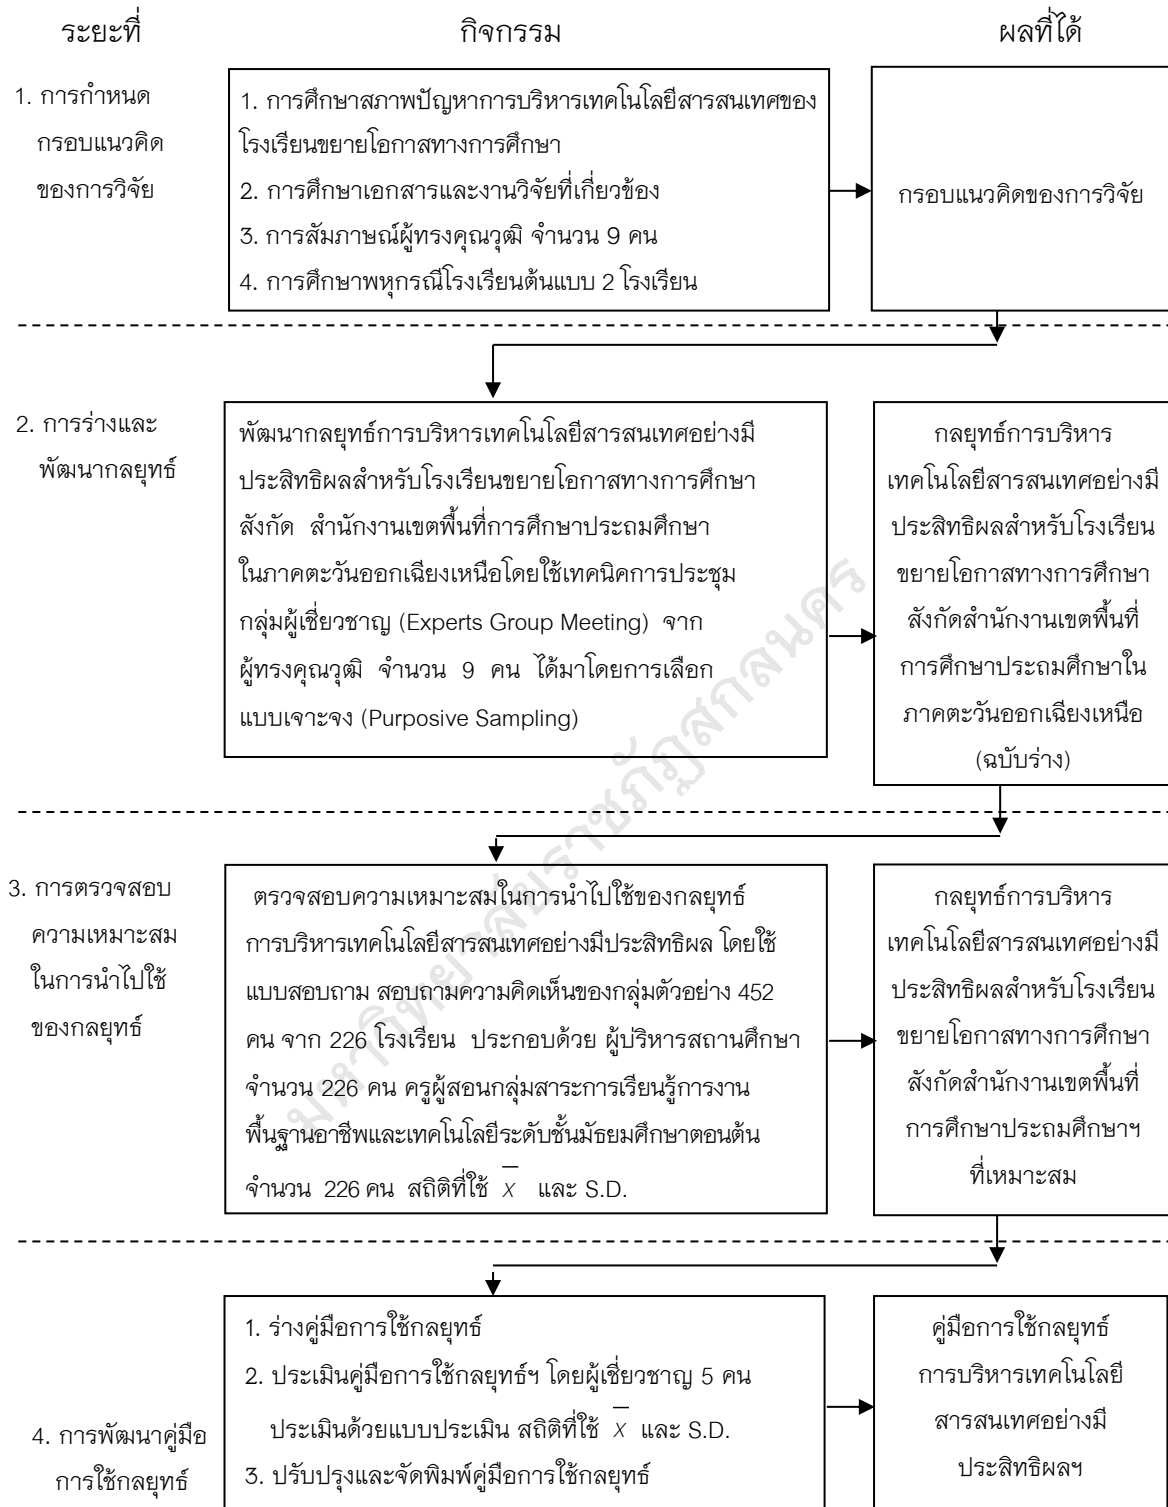 ระยะที่ กิจกรรม ผลที่ได้
1. การกำหนด
กรอบแนวคิด
ของการวิจัย
1. การศึกษาสภาพปัญหาการบริหารเทคโนโลยีสารสนเทศของ
โรงเรียนขยายโอกาสทางการศึกษา
2. การศึกษาเอกสารและงานวิจัยที่เกี่ยวข้อง
3. การสัมภาษณ์ผู้ทรงคุณวุฒิ จำนวน 9 คน
4. การศึกษาพหุกรณีโรงเรียนต้นแบบ 2 โรงเรียน
กรอบแนวคิดของการวิจัย
2. การร่างและ
พัฒนากลยุทธ์
พัฒนากลยุทธ์การบริหารเทคโนโลยีสารสนเทศอย่างมี
ประสิทธิผลสำหรับโรงเรียนขยายโอกาสทางการศึกษา
สังกัด สำนักงานเขตพื้นที่การศึกษาประถมศึกษา
ในภาคตะวันออกเฉียงเหนือโดยใช้เทคนิคการประชุม
กลุ่มผู้เชี่ยวชาญ (Experts Group Meeting) จาก
ผู้ทรงคุณวุฒิ จำนวน 9 คน ได้มาโดยการเลือก
แบบเจาะจง (Purposive Sampling)
กลยุทธ์การบริหาร
เทคโนโลยีสารสนเทศอย่างมี
ประสิทธิผลสำหรับโรงเรียน
ขยายโอกาสทางการศึกษา
สังกัดสำนักงานเขตพื้นที่
การศึกษาประถมศึกษาใน
ภาคตะวันออกเฉียงเหนือ
(ฉบับร่าง)
3. การตรวจสอบ
ความเหมาะสม
ในการนำไปใช้
ของกลยุทธ์
ตรวจสอบความเหมาะสมในการนำไปใช้ของกลยุทธ์
การบริหารเทคโนโลยีสารสนเทศอย่างมีประสิทธิผล โดยใช้
แบบสอบถาม สอบถามความคิดเห็นของกลุ่มตัวอย่าง 452
คน จาก 226 โรงเรียน ประกอบด้วย ผู้บริหารสถานศึกษา
จำนวน 226 คน ครูผู้สอนกลุ่มสาระการเรียนรู้การงาน
พื้นฐานอาชีพและเทคโนโลยีระดับชั้นมัธยมศึกษาตอนต้น
จำนวน 226 คน สถิติที่ใช้ x̄ และ S.D.
กลยุทธ์การบริหาร
เทคโนโลยีสารสนเทศอย่างมี
ประสิทธิผลสำหรับโรงเรียน
ขยายโอกาสทางการศึกษา
สังกัดสำนักงานเขตพื้นที่
การศึกษาประถมศึกษาฯ
ที่เหมาะสม
4. การพัฒนาคู่มือ
การใช้กลยุทธ์
1. ร่างคู่มือการใช้กลยุทธ์
2. ประเมินคู่มือการใช้กลยุทธ์ฯ โดยผู้เชี่ยวชาญ 5 คน
ประเมินด้วยแบบประเมิน สถิติที่ใช้ x̄ และ S.D.
3. ปรับปรุงและจัดพิมพ์คู่มือการใช้กลยุทธ์
คู่มือการใช้กลยุทธ์
การบริหารเทคโนโลยี
สารสนเทศอย่างมี
ประสิทธิผลฯ
มหาวิทยาลัยราชภัฏสกลนคร